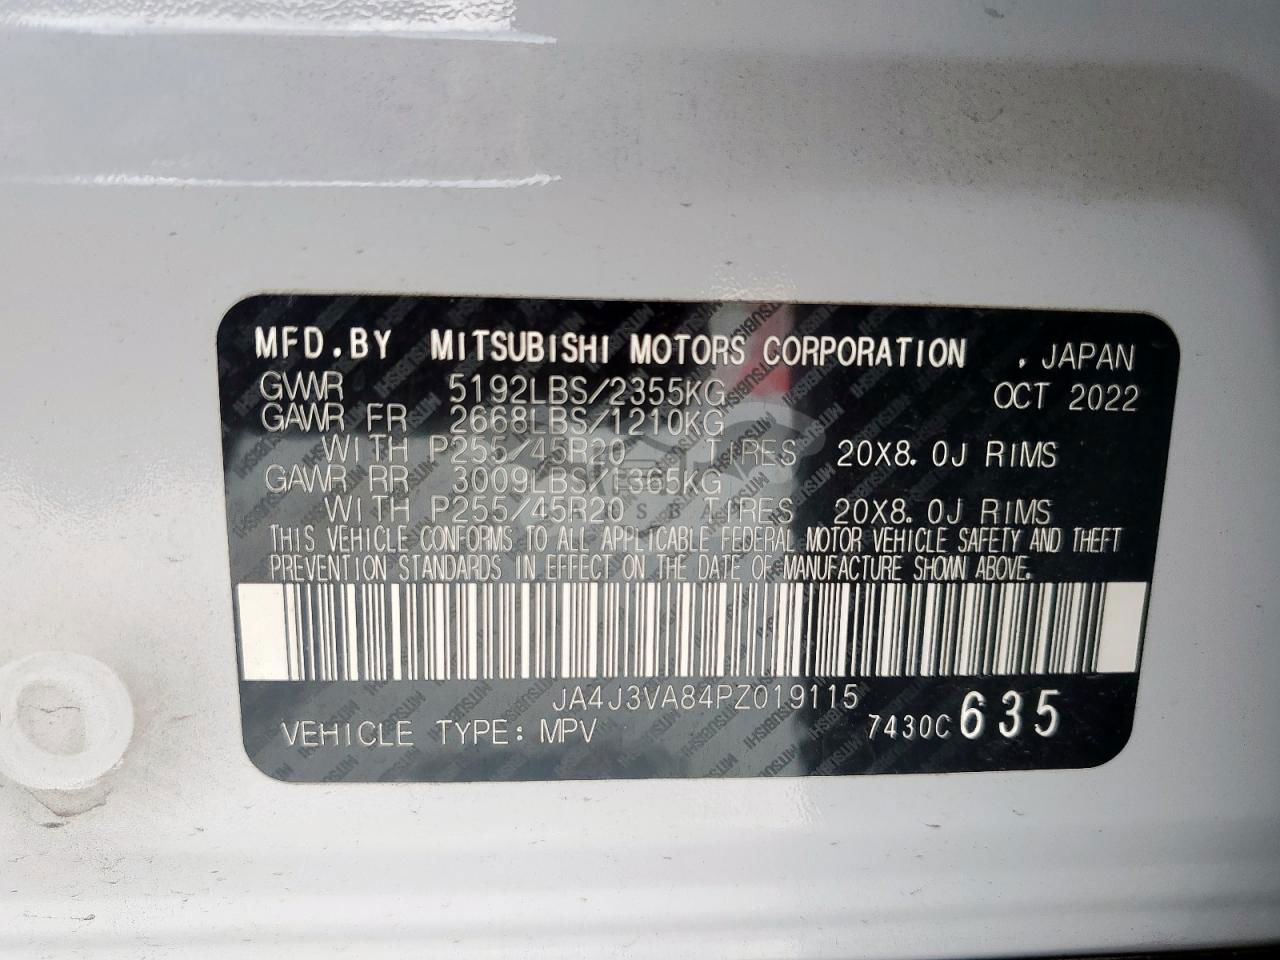 MFD.BY MITSUBISHI MOTORS CORPORATION . JAPAN
GVWR 5192LBS/2355KG OCT 2022
GAWR FR 2668LBS/1210KG
WITH P255/45R20 TIRES 20X8.0J RIMS
GAWR RR 3009LBS/1365KG
WITH P255/45R20 TIRES 20X8.0J RIMS
THIS VEHICLE CONFORMS TO ALL APPLICABLE FEDERAL MOTOR VEHICLE SAFETY AND THEFT
PREVENTION STANDARDS IN EFFECT ON THE DATE OF MANUFACTURE SHOWN ABOVE.
JA4J3VA84PZ019115
VEHICLE TYPE: MPV 7430C 635